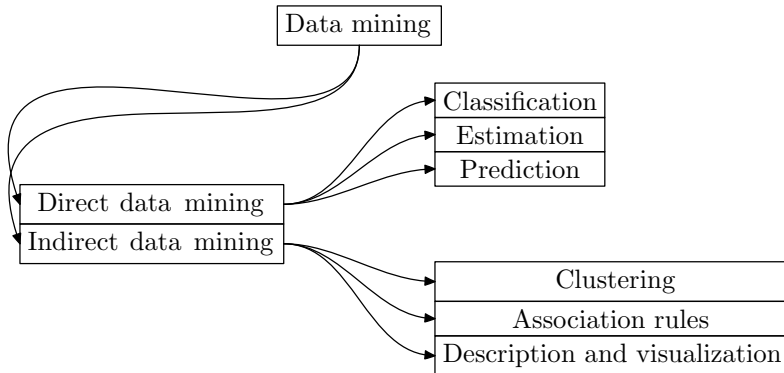 Data mining
Classification
Estimation
Prediction
Direct data mining
Indirect data mining
Clustering
Association rules
Description and visualization